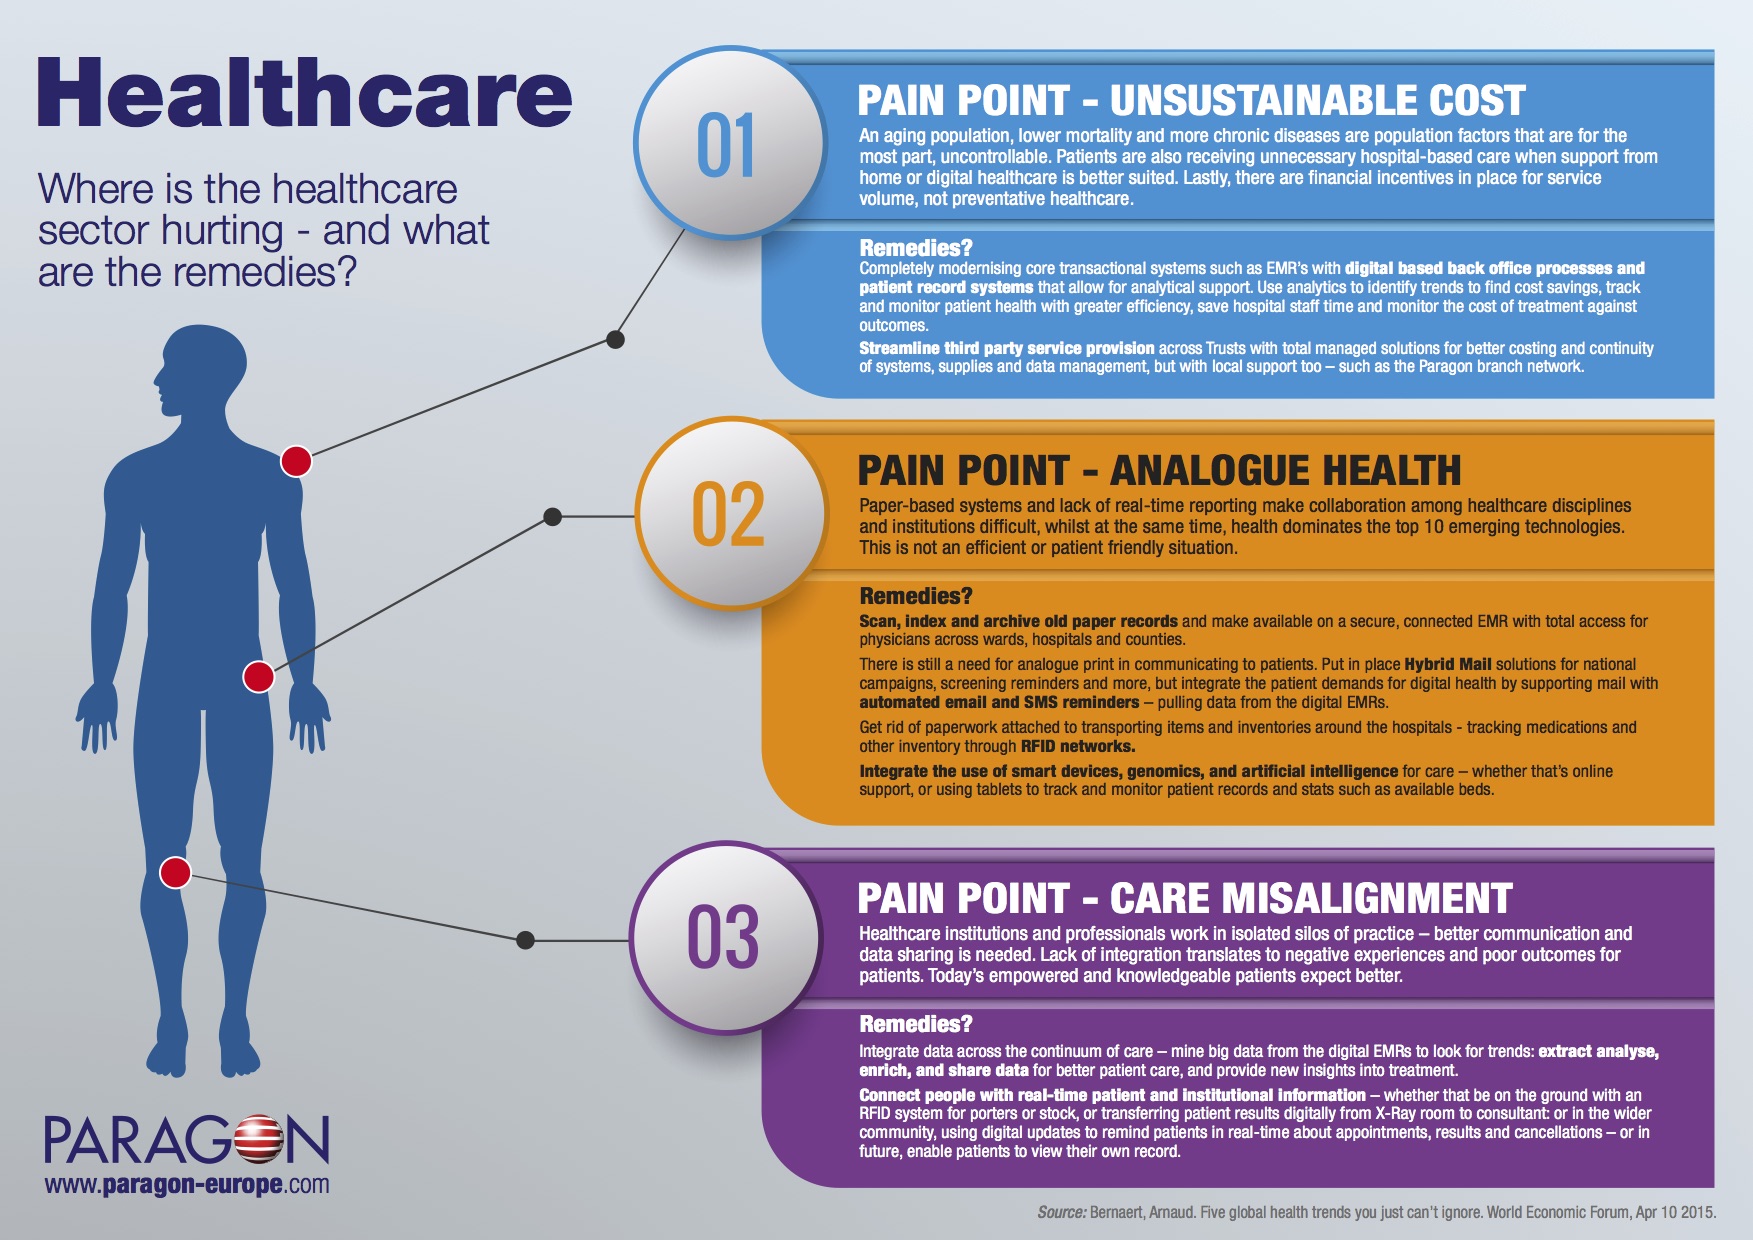 Healthcare
Where is the healthcare
sector hurting - and what
are the remedies?
01
PAIN POINT - UNSUSTAINABLE COST
An aging population, lower mortality and more chronic diseases are population factors that are for the
most part, uncontrollable. Patients are also receiving unnecessary hospital-based care when support from
home or digital healthcare is better suited. Lastly, there are financial incentives in place for service
volume, not preventative healthcare.
Remedies?
Completely modernising core transactional systems such as EMR's with digital based back office processes and
patient record systems that allow for analytical support. Use analytics to identify trends to find cost savings, track
and monitor patient health with greater efficiency, save hospital staff time and monitor the cost of treatment against
outcomes.
Streamline third party service provision across Trusts with total managed solutions for better costing and continuity
of systems, supplies and data management, but with local support too – such as the Paragon branch network.
02
PAIN POINT - ANALOGUE HEALTH
Paper-based systems and lack of real-time reporting make collaboration among healthcare disciplines
and institutions difficult, whilst at the same time, health dominates the top 10 emerging technologies.
This is not an efficient or patient friendly situation.
Remedies?
Scan, index and archive old paper records and make available on a secure, connected EMR with total access for
physicians across wards, hospitals and counties.
There is still a need for analogue print in communicating to patients. Put in place Hybrid Mail solutions for national
campaigns, screening reminders and more, but integrate the patient demands for digital health by supporting mail with
automated email and SMS reminders – pulling data from the digital EMRs.
Get rid of paperwork attached to transporting items and inventories around the hospitals - tracking medications and
other inventory through RFID networks.
Integrate the use of smart devices, genomics, and artificial intelligence for care – whether that's online
support, or using tablets to track and monitor patient records and stats such as available beds.
03
PAIN POINT - CARE MISALIGNMENT
Healthcare institutions and professionals work in isolated silos of practice – better communication and
data sharing is needed. Lack of integration translates to negative experiences and poor outcomes for
patients. Today's empowered and knowledgeable patients expect better.
Remedies?
Integrate data across the continuum of care – mine big data from the digital EMRs to look for trends: extract analyse,
enrich, and share data for better patient care, and provide new insights into treatment.
Connect people with real-time patient and institutional information – whether that be on the ground with an
RFID system for porters or stock, or transferring patient results digitally from X-Ray room to consultant: or in the wider
community, using digital updates to remind patients in real-time about appointments, results and cancellations – or in
future, enable patients to view their own record.
PARAGON
www.paragon-europe.com
Source: Bernaert, Arnaud. Five global health trends you just can't ignore. World Economic Forum, Apr 10 2015.